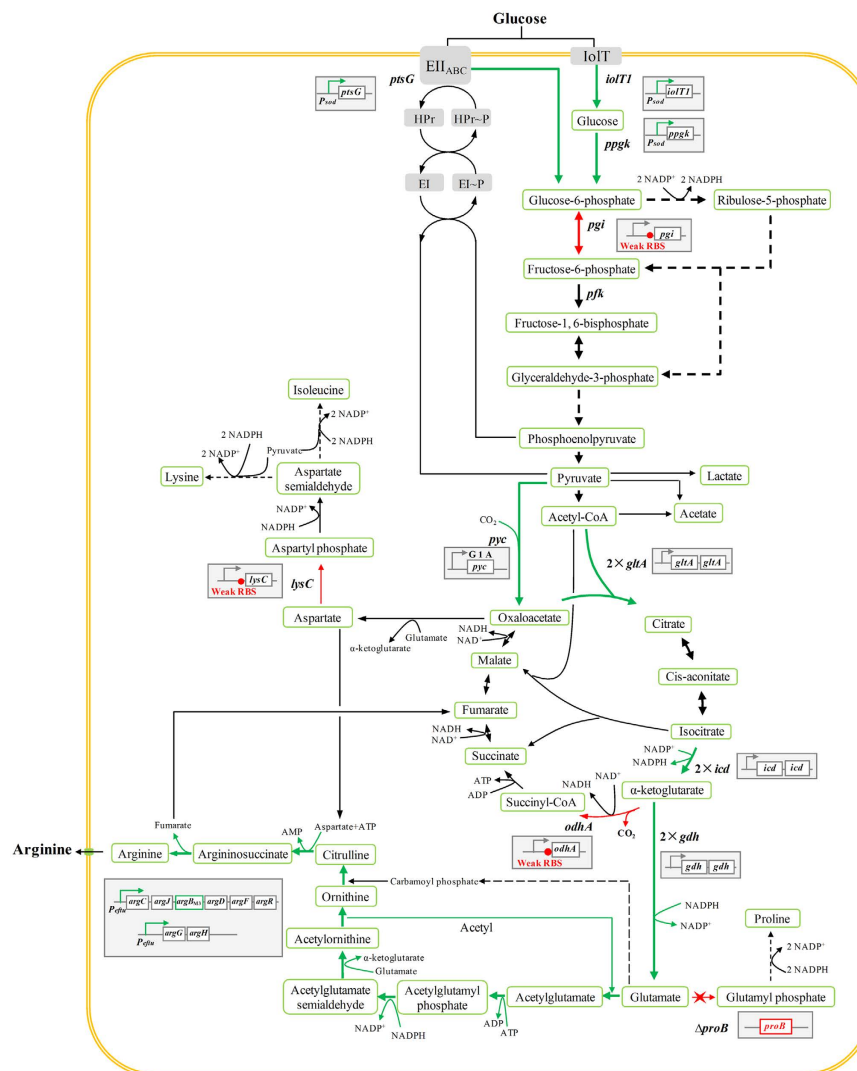 Glucose
EII_ABC
IolT
ptsG
iolT1
P_sod ptsG
P_sod iolT1
Glucose
HPr
HPr~P
ppgk
P_sod ppgk
EI
EI~P
2 NADP⁺
2 NADPH
Glucose-6-phosphate
Ribulose-5-phosphate
pgi
pgi
Weak RBS
Fructose-6-phosphate
pfk
Fructose-1, 6-bisphosphate
Glyceraldehyde-3-phosphate
Isoleucine
2 NADP⁺
2 NADPH
2 NADPH
2 NADP⁺
Pyruvate
Phosphoenolpyruvate
Lysine
Aspartate
semialdehyde
Pyruvate
Lactate
Acetyl-CoA
Acetate
NADP⁺
NADPH
CO₂
pyc
G 1 A
pyc
2×gltA
gltA gltA
Aspartyl phosphate
lysC
lysC
Weak RBS
Aspartate
Oxaloacetate
Citrate
NADH
NAD⁺
Glutamate
α-ketoglutarate
Malate
Cis-aconitate
Fumarate
NADH
NAD⁺
Isocitrate
Succinate
NADP⁺
NADPH
2×icd
icd icd
ATP
ADP
NADH
NAD⁺
α-ketoglutarate
Succinyl-CoA
odhA
CO₂
odhA
Weak RBS
2×gdh
gdh gdh
Fumarate
AMP
Aspartate+ATP
Arginine
Arginine
Argininosuccinate
Citrulline
Carbamoyl phosphate
Ornithine
P_eftu argC argJ argB_M3 argD argF argR
P_eftu argG argH
Acetyl
Acetylornithine
NADPH
NADP⁺
Proline
α-ketoglutarate
Glutamate
2 NADP⁺
2 NADPH
Acetylglutamate
semialdehyde
Acetylglutamyl
phosphate
Acetylglutamate
Glutamate
Glutamyl phosphate
NADP⁺
NADPH
ADP
ATP
ΔproB
proB